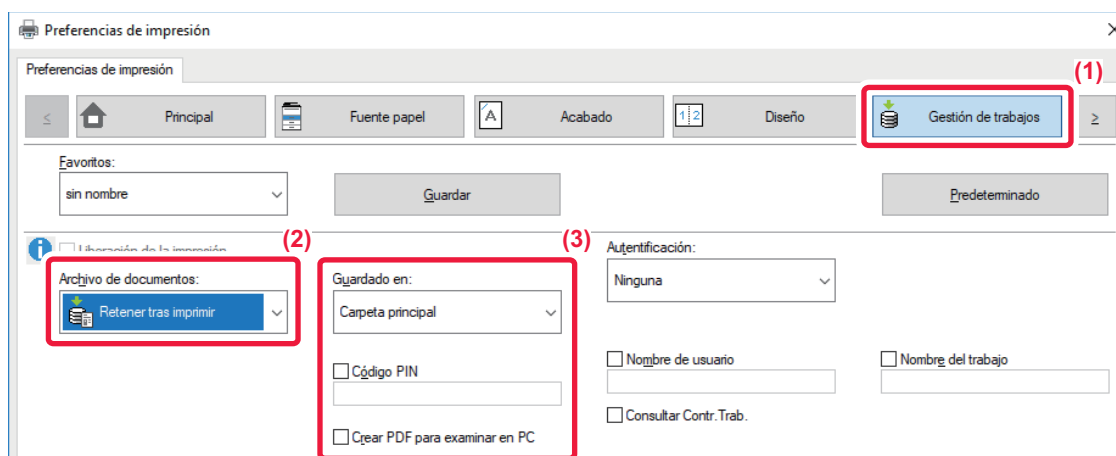 Preferencias de impresión
Preferencias de impresión
(1)
< Principal Fuente papel A Acabado 1 2 Diseño Gestión de trabajos >
Favoritos:
sin nombre Guardar Predeterminado
Liberación de la impresión (2) (3) Autentificación:
Archivo de documentos: Guardado en: Ninguna
Retener tras imprimir Carpeta principal
Nombre de usuario Nombre del trabajo
Código PIN
Consultar Contr.Trab.
Crear PDF para examinar en PC